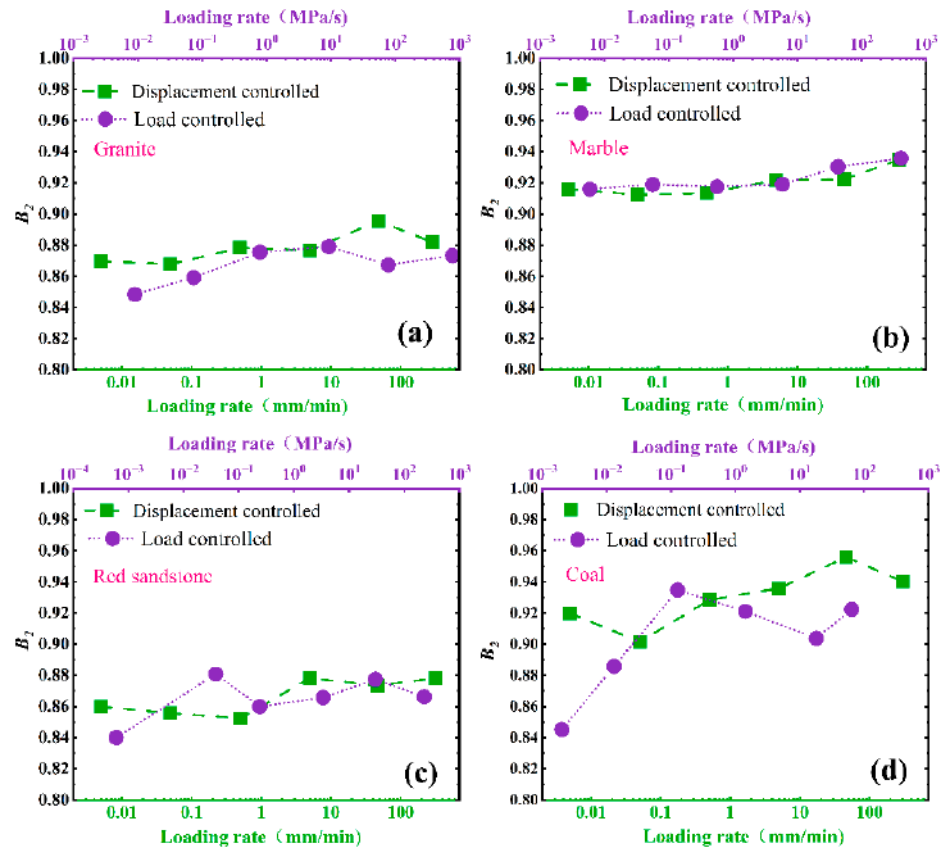 Loading rate（MPa/s）
10⁻³ 10⁻² 10⁻¹ 10⁰ 10¹ 10² 10³
1.00
0.98
0.96
0.94
0.92
0.90
0.88
0.86
0.84
0.82
0.80
B₂
Displacement controlled
Load controlled
Granite
(a)
0.01 0.1 1 10 100
Loading rate（mm/min)
Loading rate（MPa/s)
10⁻³ 10⁻² 10⁻¹ 10⁰ 10¹ 10² 10³
1.00
0.98
0.96
0.94
0.92
0.90
0.88
0.86
0.84
0.82
0.80
B₂
Displacement controlled
Load controlled
Marble
(b)
0.01 0.1 1 10 100
Loading rate（mm/min)
Loading rate（MPa/s)
10⁻⁴ 10⁻³ 10⁻² 10⁻¹ 10⁰ 10¹ 10² 10³
1.00
0.98
0.96
0.94
0.92
0.90
0.88
0.86
0.84
0.82
0.80
B₂
Displacement controlled
Load controlled
Red sandstone
(c)
0.01 0.1 1 10 100
Loading rate（mm/min)
Loading rate（MPa/s)
10⁻³ 10⁻² 10⁻¹ 10⁰ 10¹ 10² 10³
1.00
0.98
0.96
0.94
0.92
0.90
0.88
0.86
0.84
0.82
0.80
B₂
Displacement controlled
Load controlled
Coal
(d)
0.01 0.1 1 10 100
Loading rate（mm/min)